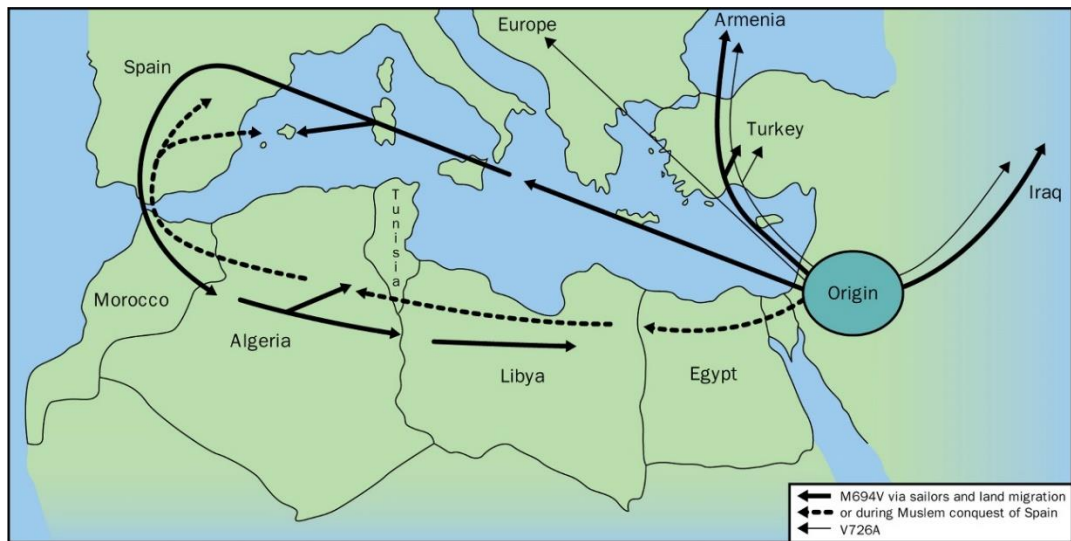 Europe
Armenia
Spain
Turkey
Iraq
Tunisia
Origin
Morocco
Algeria
Libya
Egypt
M694V via sailors and land migration
or during Muslem conquest of Spain
V726A